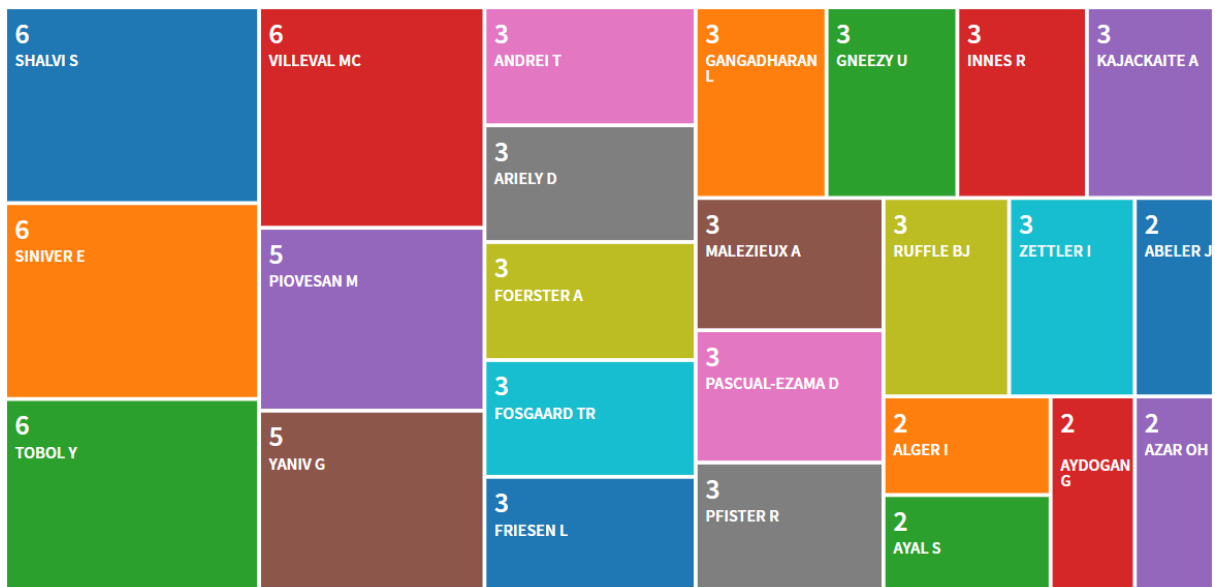 6
SHALVI S
6
SINIVER E
6
TOBOL Y
6
VILLEVAL MC
5
PIOVESAN M
5
YANIV G
3
ANDREI T
3
ARIELY D
3
FOERSTER A
3
FOSGAARD TR
3
FRIESEN L
3
GANGADHARAN
L
3
GNEEZY U
3
INNES R
3
KAJACKAITE A
3
MALEZIEUX A
3
PASCUAL-EZAMA D
3
PFISTER R
3
RUFFLE BJ
3
ZETTLER I
2
ABELER J
2
ALGER I
2
AYAL S
2
AYDOGAN
G
2
AZAR OH